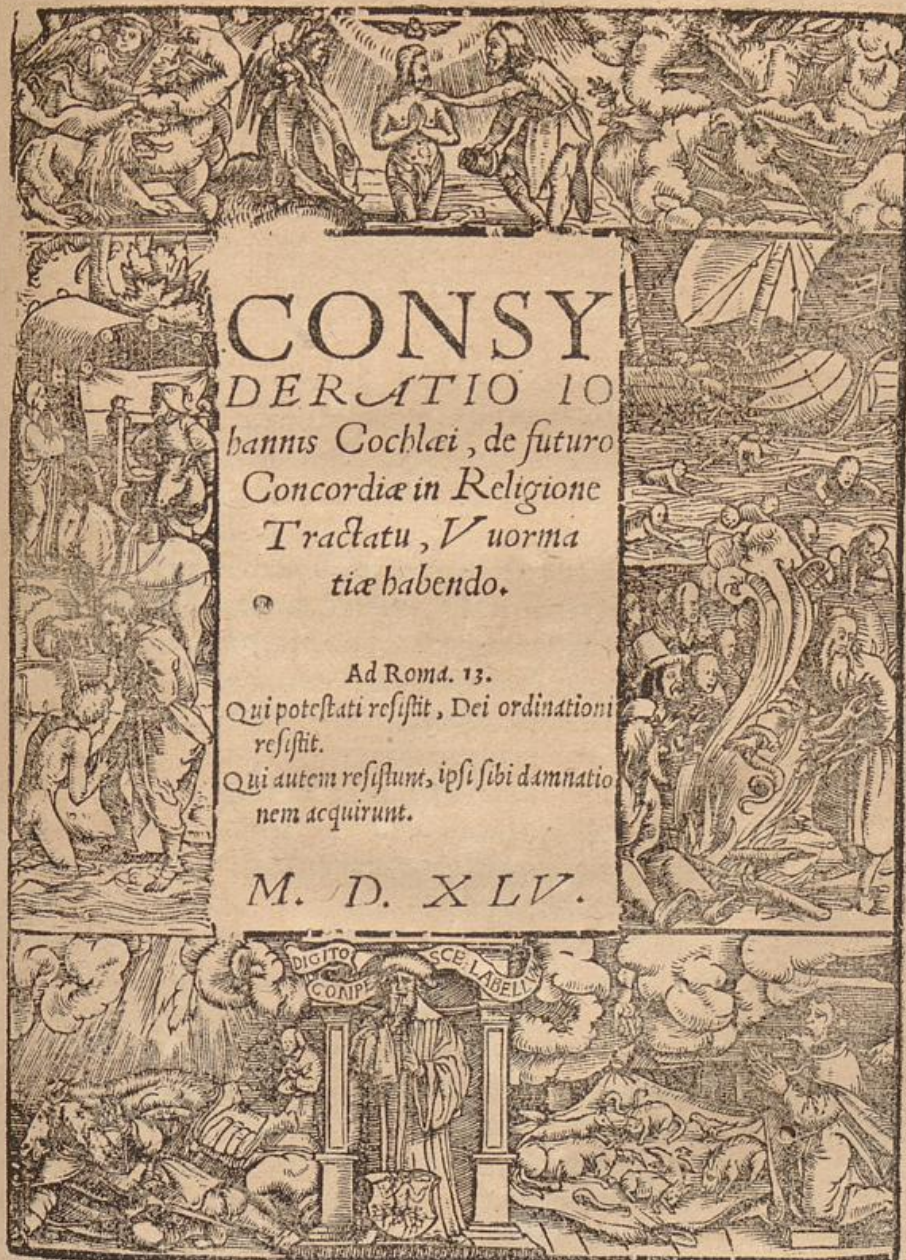 CONSY
DERATIO IO
hannis Cochlæi, de futuro
Concordiæ in Religione
Tractatu, Vuorma
tiæ habendo.
Ad Roma. 13.
Qui poteſtati reſiſtit, Dei ordinationi
reſiſtit.
Qui autem reſiſtunt, ipſi ſibi damnatio
nem acquirunt.
M. D. XLV.
DIGITO
COMPE
SCE LABELLVM